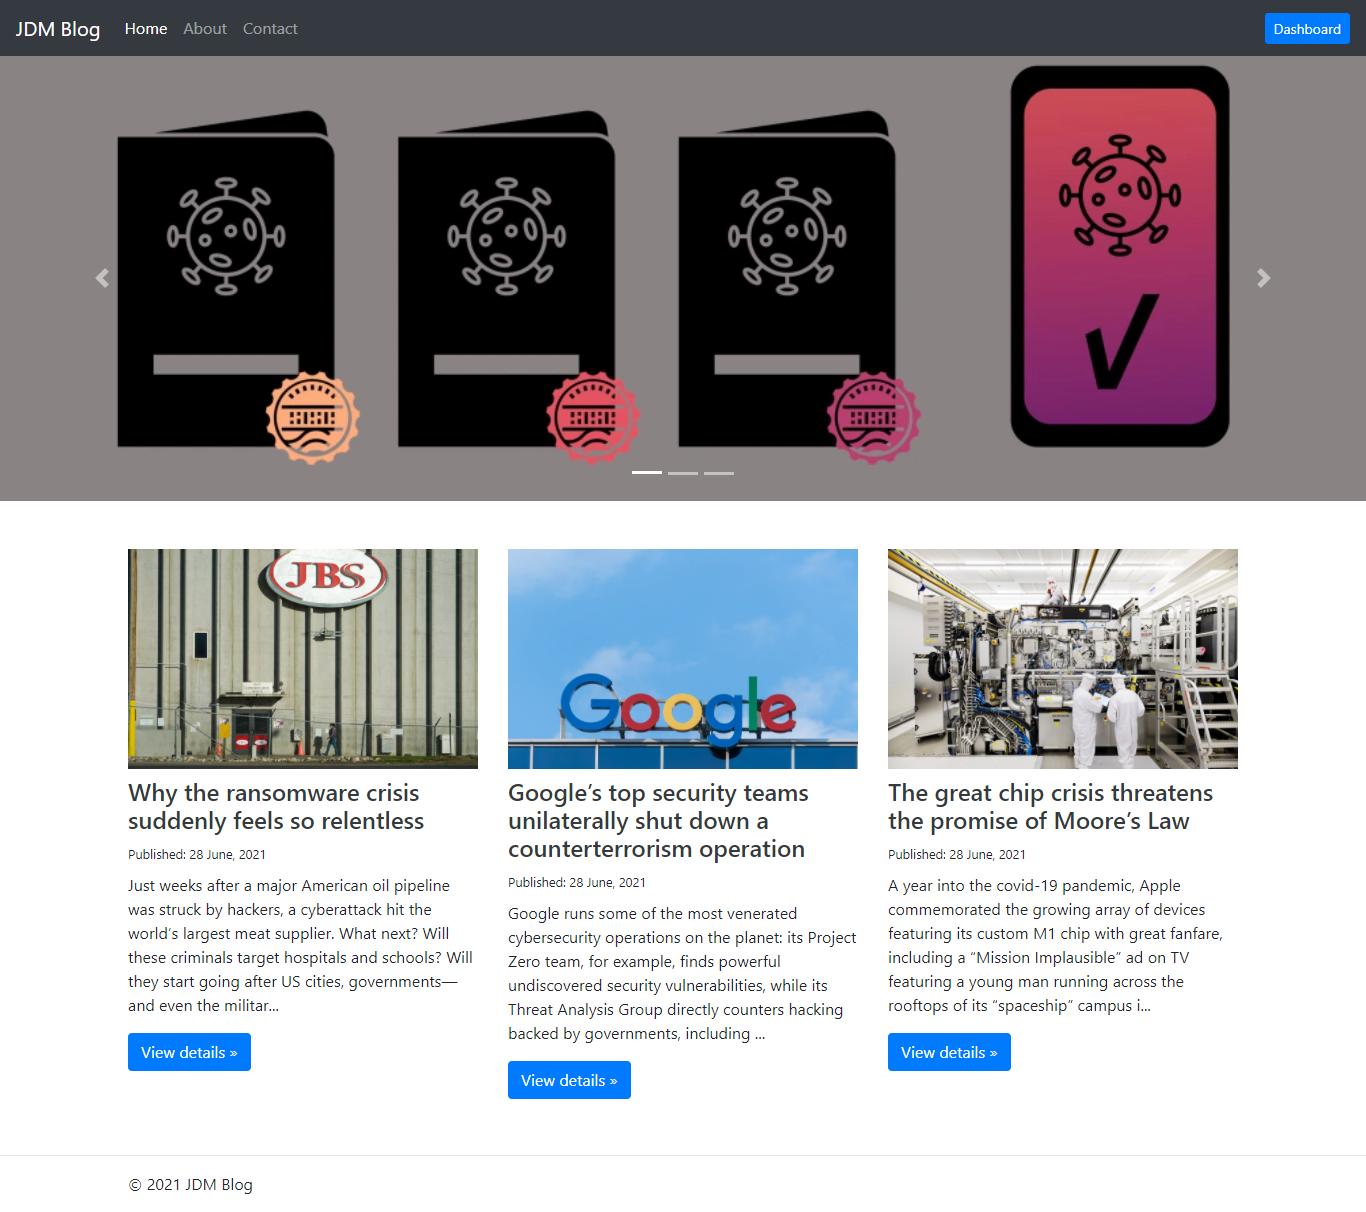 JDM Blog
Home
About
Contact
Dashboard
JBS
Google
Why the ransomware crisis
suddenly feels so relentless
Published: 28 June, 2021
Just weeks after a major American oil pipeline
was struck by hackers, a cyberattack hit the
world’s largest meat supplier. What next? Will
these criminals target hospitals and schools? Will
they start going after US cities, governments—
and even the militar...
View details »
Google’s top security teams
unilaterally shut down a
counterterrorism operation
Published: 28 June, 2021
Google runs some of the most venerated
cybersecurity operations on the planet: its Project
Zero team, for example, finds powerful
undiscovered security vulnerabilities, while its
Threat Analysis Group directly counters hacking
backed by governments, including ...
View details »
The great chip crisis threatens
the promise of Moore’s Law
Published: 28 June, 2021
A year into the covid-19 pandemic, Apple
commemorated the growing array of devices
featuring its custom M1 chip with great fanfare,
including a “Mission Implausible” ad on TV
featuring a young man running across the
rooftops of its “spaceship” campus i...
View details »
© 2021 JDM Blog